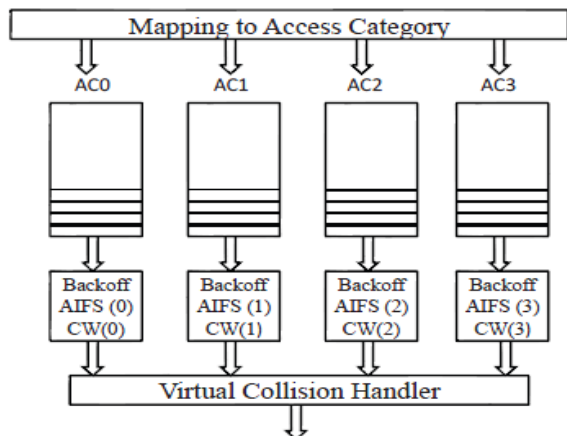 Mapping to Access Category
AC0 AC1 AC2 AC3
Backoff Backoff Backoff Backoff
AIFS (0) AIFS (1) AIFS (2) AIFS (3)
CW(0) CW(1) CW(2) CW(3)
Virtual Collision Handler